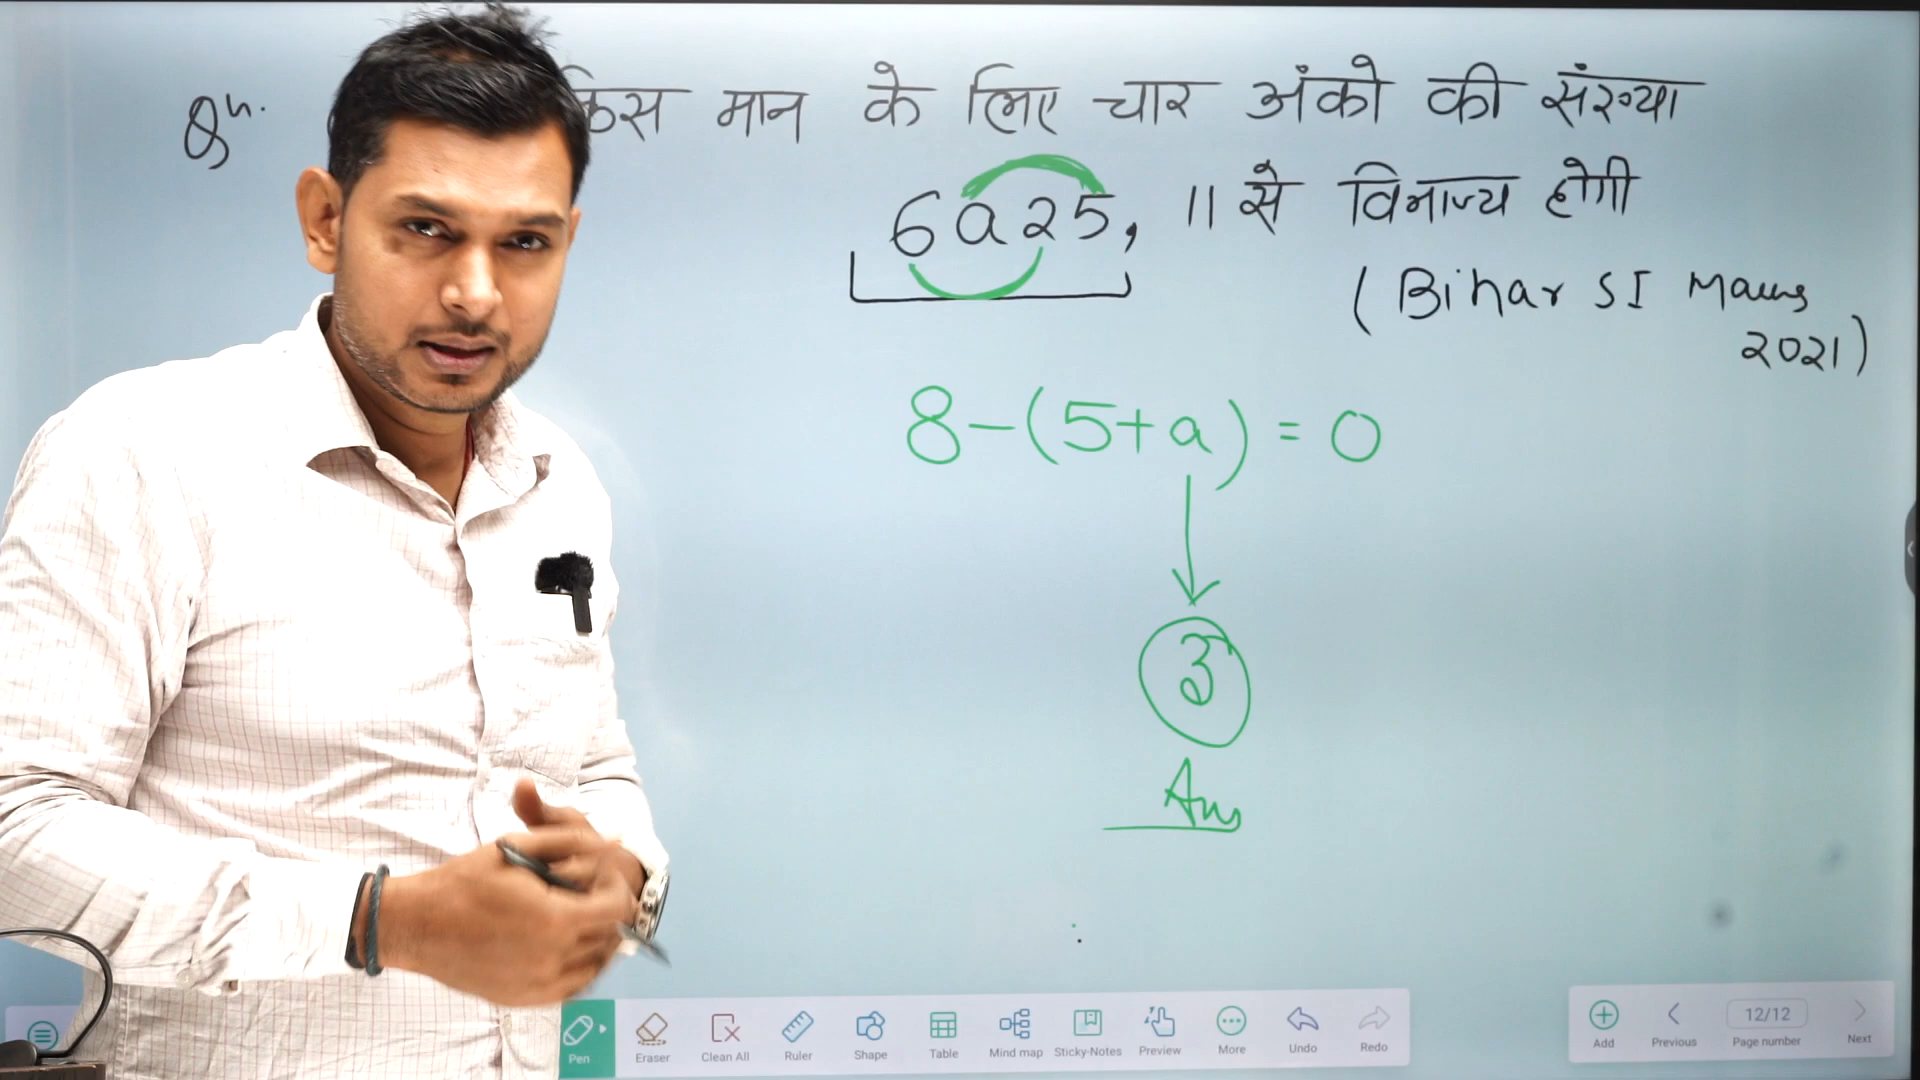 Qn. किस मान के लिए चार अंको की संख्या
6a25, 11 से विभाज्य होगी
( Bihar SI Mains
2021)
8-(5+a) = 0
3
Ans
Pen Eraser Clean All Ruler Shape Table Mind map Sticky-Notes Preview More Undo Redo
Add Previous 12/12 Page number Next